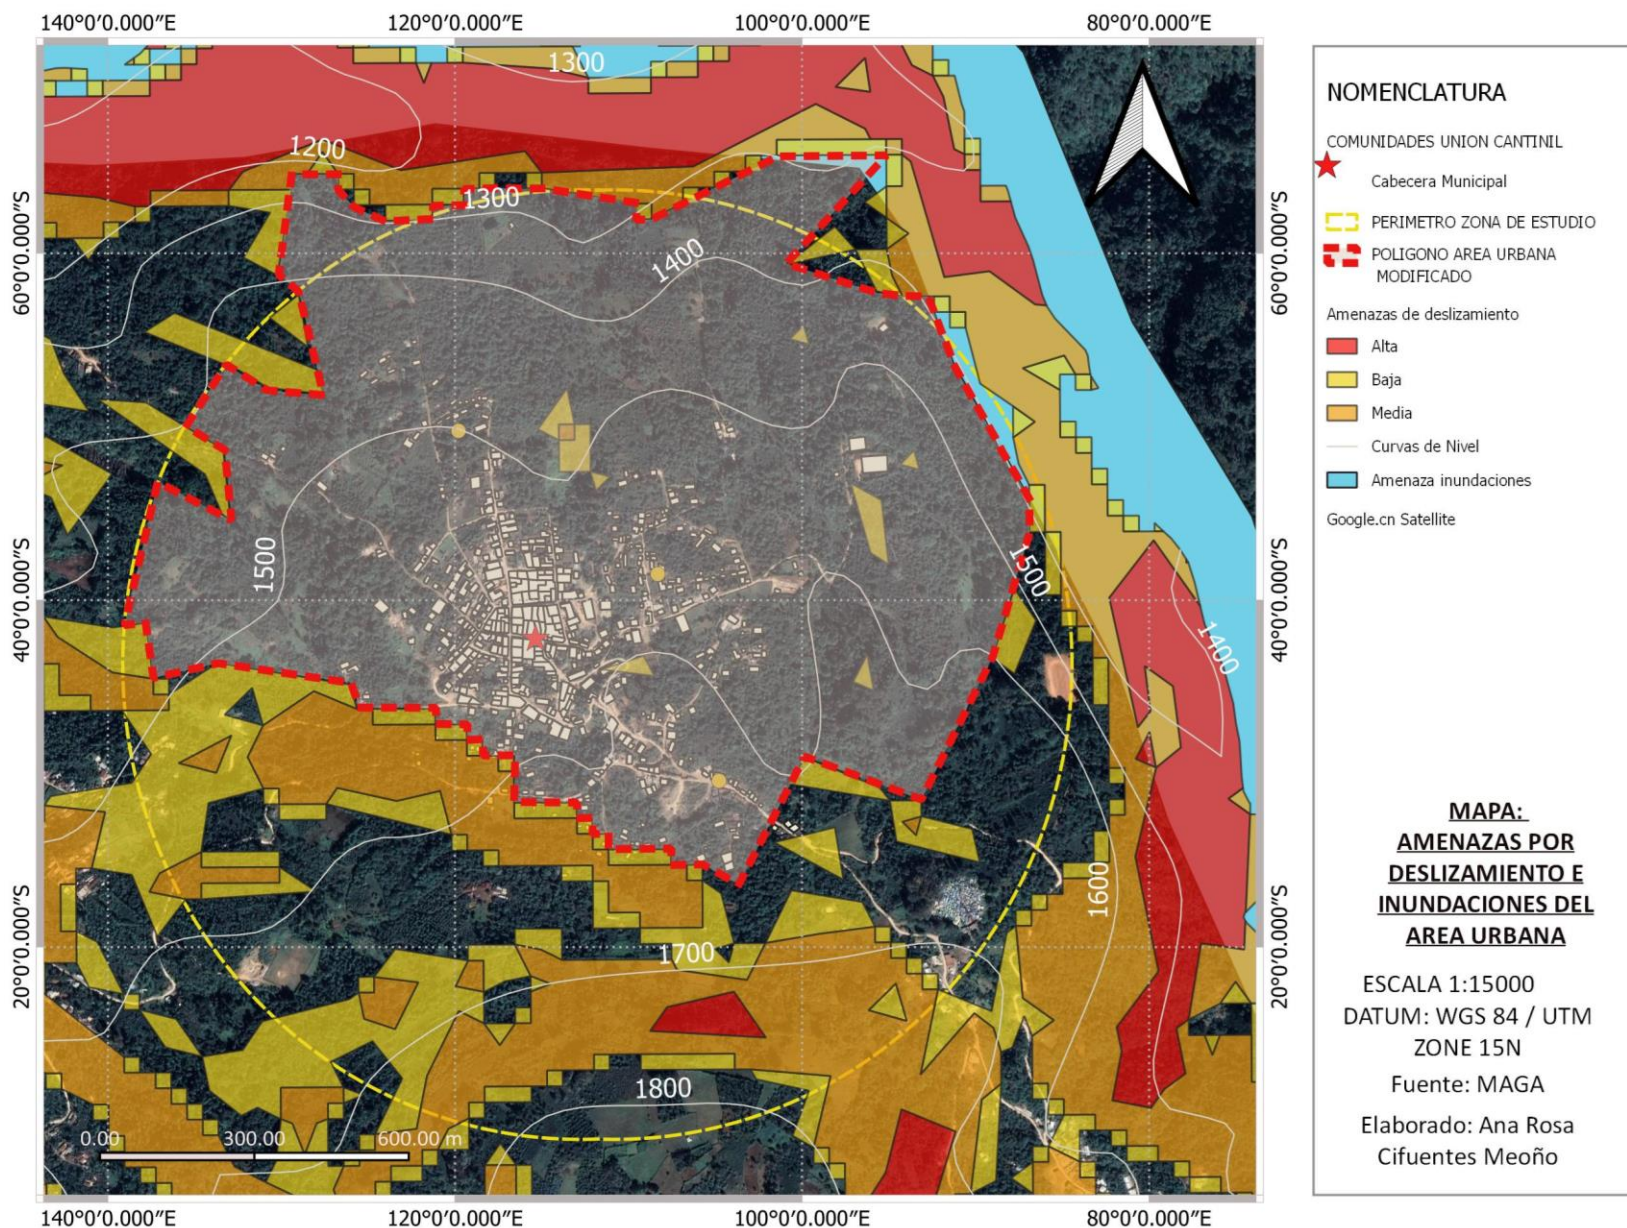 140°0'0.000"E 120°0'0.000"E 100°0'0.000"E 80°0'0.000"E
60°0'0.000"S
40°0'0.000"S
20°0'0.000"S
1300
1200
1300
1400
1500
1500
1400
1600
1700
1800
0.00 300.00 600.00 m
60°0'0.000"S
40°0'0.000"S
20°0'0.000"S
140°0'0.000"E 120°0'0.000"E 100°0'0.000"E 80°0'0.000"E
NOMENCLATURA
COMUNIDADES UNION CANTINIL
Cabecera Municipal
PERIMETRO ZONA DE ESTUDIO
POLIGONO AREA URBANA
MODIFICADO
Amenazas de deslizamiento
Alta
Baja
Media
Curvas de Nivel
Amenaza inundaciones
Google.cn Satellite
MAPA:
AMENAZAS POR
DESLIZAMIENTO E
INUNDACIONES DEL
AREA URBANA
ESCALA 1:15000
DATUM: WGS 84 / UTM
ZONE 15N
Fuente: MAGA
Elaborado: Ana Rosa
Cifuentes Meoño